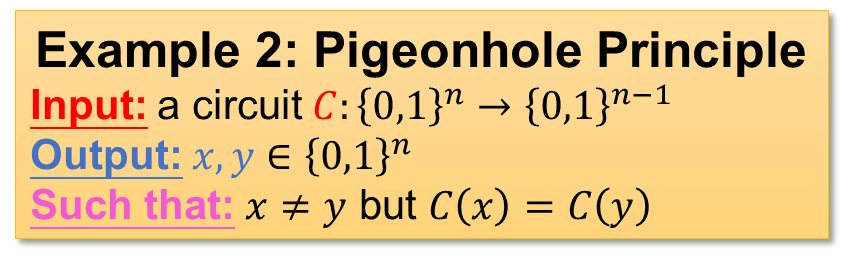 Example 2: Pigeonhole Principle
Input: a circuit C: {0,1}ⁿ → {0,1}ⁿ⁻¹
Output: x, y ∈ {0,1}ⁿ
Such that: x ≠ y but C(x) = C(y)